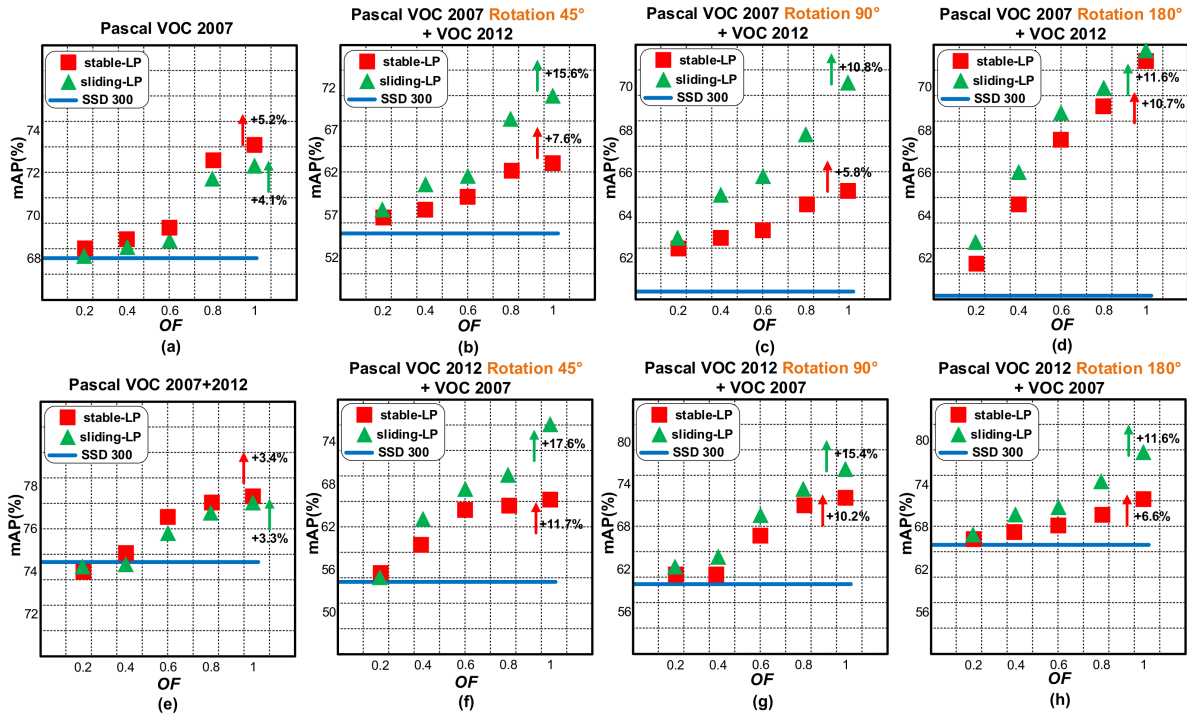 Pascal VOC 2007
stable-LP
sliding-LP
SSD 300
+5.2%
+4.1%
mAP(%)
74
72
70
68
0.2 0.4 0.6 0.8 1
OF
(a)
Pascal VOC 2007 Rotation 45°
+ VOC 2012
stable-LP
sliding-LP
SSD 300
+15.6%
+7.6%
mAP(%)
72
67
62
57
52
0.2 0.4 0.6 0.8 1
OF
(b)
Pascal VOC 2007 Rotation 90°
+ VOC 2012
stable-LP
sliding-LP
SSD 300
+10.8%
+5.8%
mAP(%)
70
68
66
64
62
0.2 0.4 0.6 0.8 1
OF
(c)
Pascal VOC 2007 Rotation 180°
+ VOC 2012
stable-LP
sliding-LP
SSD 300
+11.6%
+10.7%
mAP(%)
70
68
66
64
62
0.2 0.4 0.6 0.8 1
OF
(d)
Pascal VOC 2007+2012
stable-LP
sliding-LP
SSD 300
+3.4%
+3.3%
mAP(%)
78
76
74
72
0.2 0.4 0.6 0.8 1
OF
(e)
Pascal VOC 2012 Rotation 45°
+ VOC 2007
stable-LP
sliding-LP
SSD 300
+17.6%
+11.7%
mAP(%)
74
68
62
56
50
0.2 0.4 0.6 0.8 1
OF
(f)
Pascal VOC 2012 Rotation 90°
+ VOC 2007
stable-LP
sliding-LP
SSD 300
+15.4%
+10.2%
mAP(%)
80
74
68
62
56
0.2 0.4 0.6 0.8 1
OF
(g)
Pascal VOC 2012 Rotation 180°
+ VOC 2007
stable-LP
sliding-LP
SSD 300
+11.6%
+6.6%
mAP(%)
80
74
68
62
56
0.2 0.4 0.6 0.8 1
OF
(h)